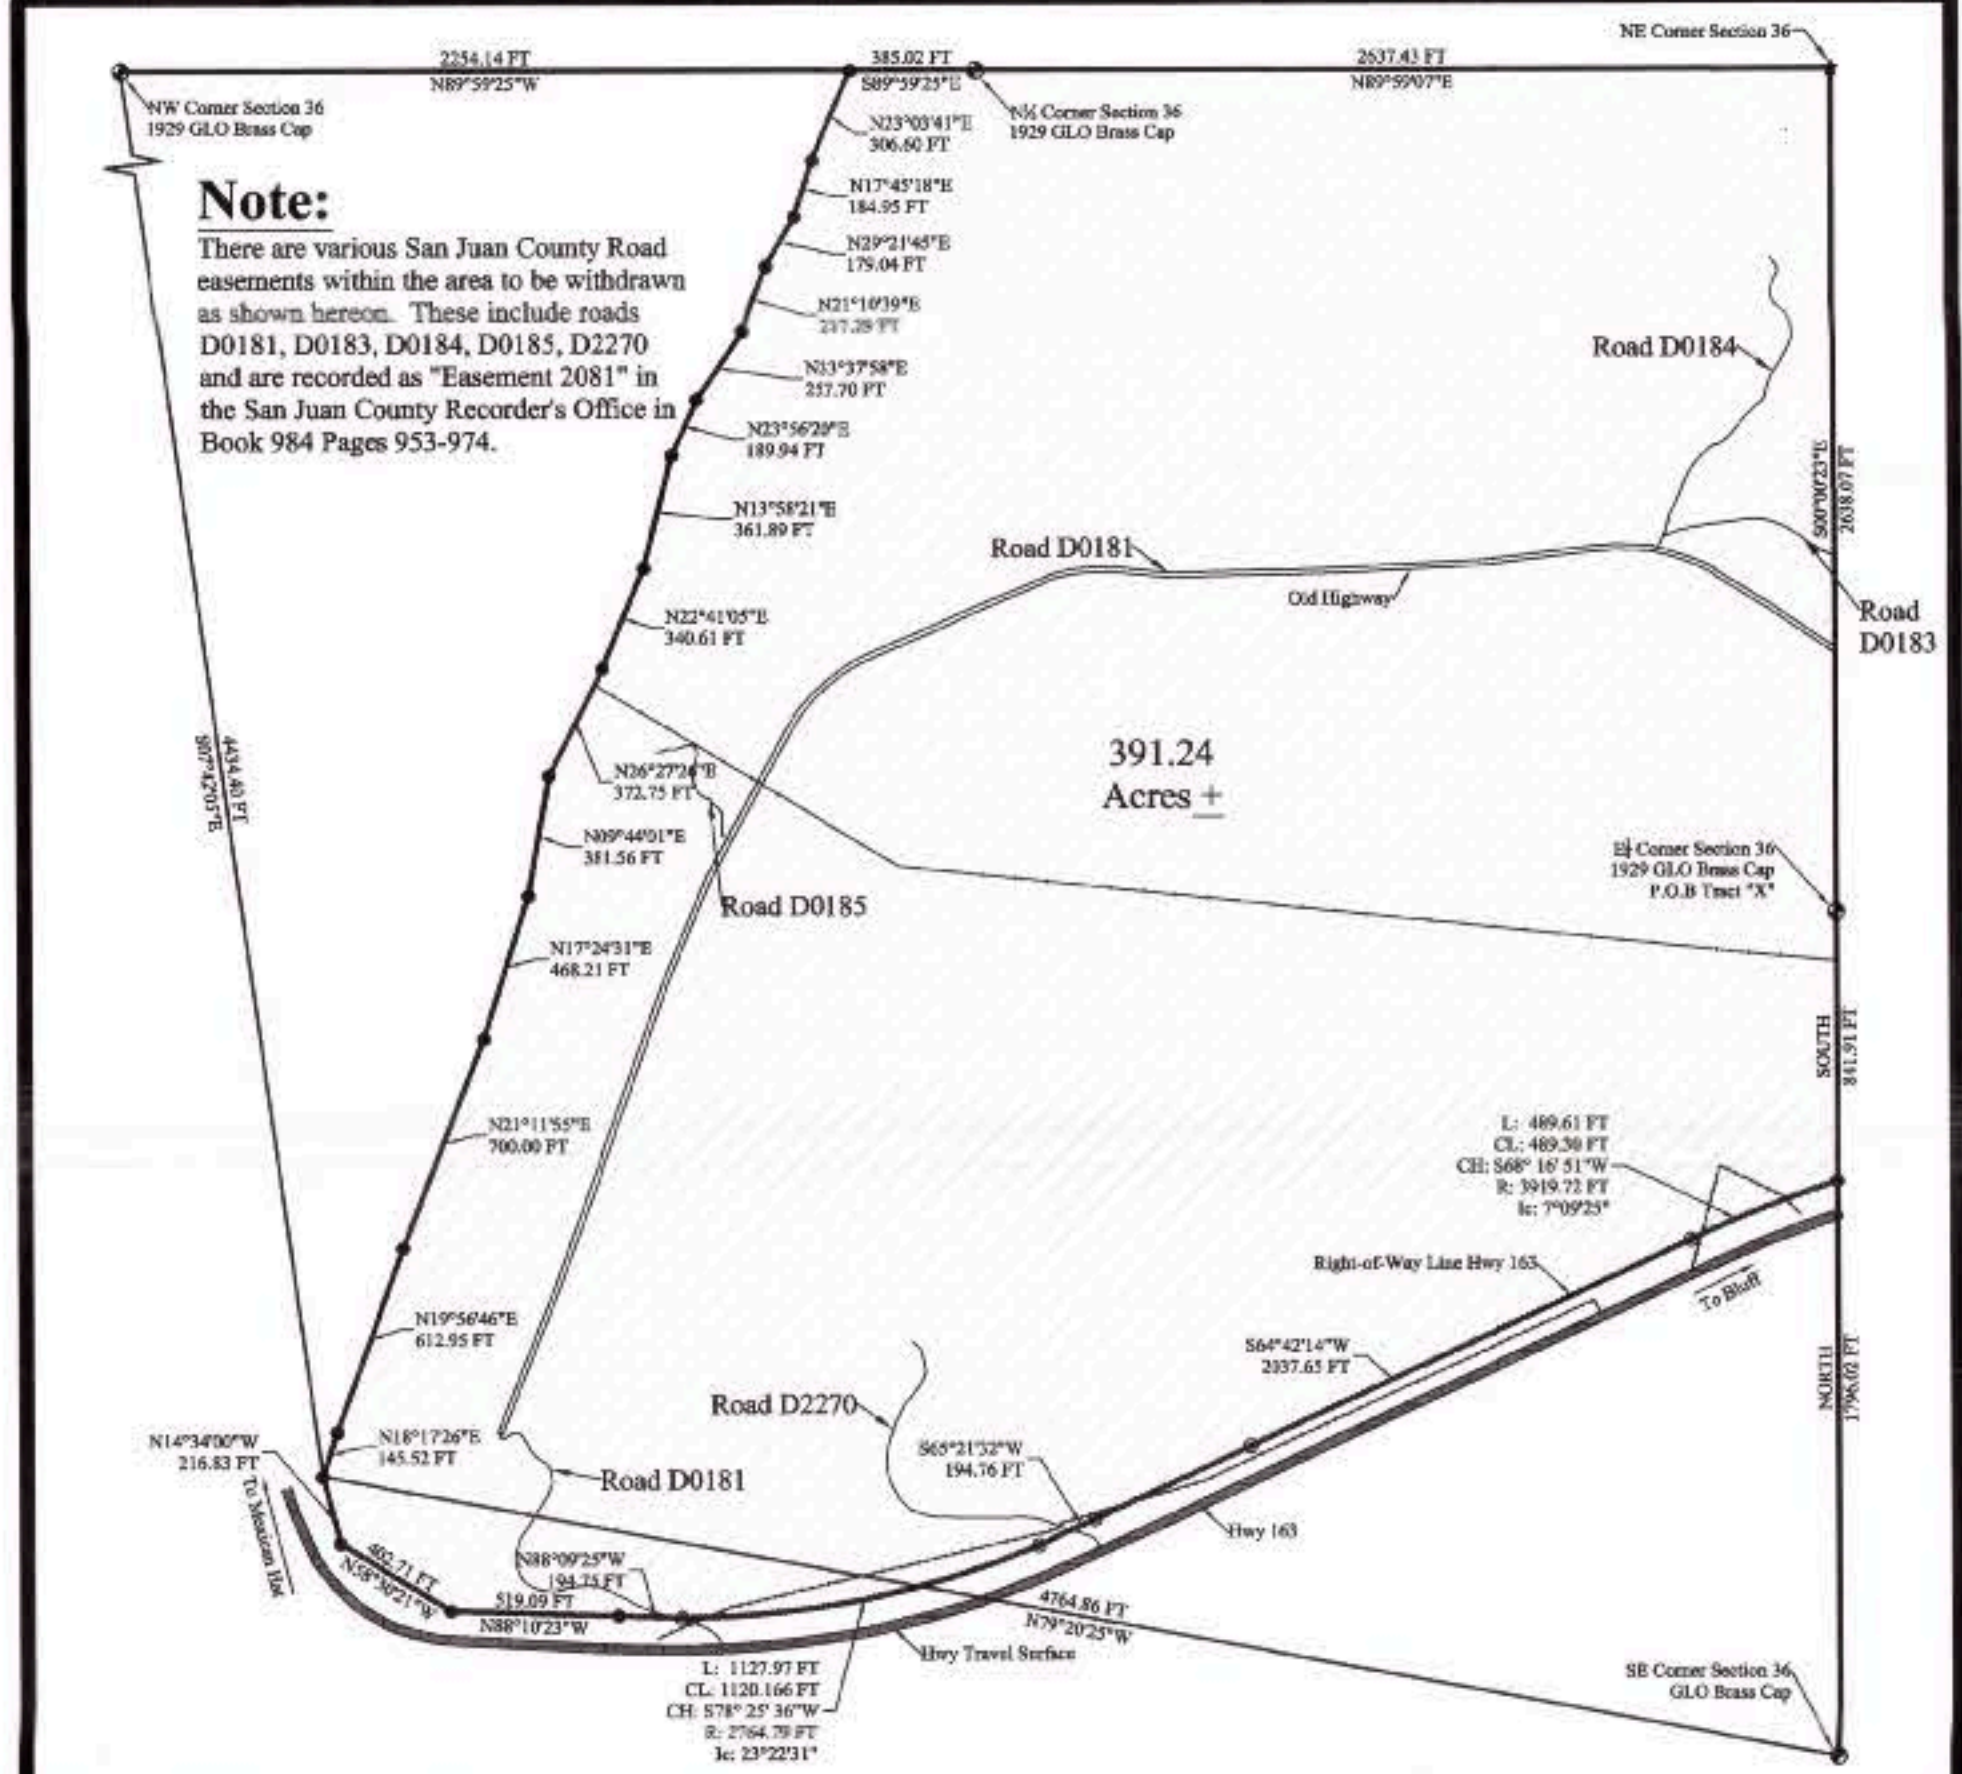 NE Corner Section 36
2254.14 FT
N89°59'25"W
385.02 FT
S89°59'25"E
2637.43 FT
N89°59'07"E
NW Corner Section 36
1929 GLO Brass Cap
N¼ Corner Section 36
1929 GLO Brass Cap
N23°03'41"E
306.60 FT
Note:
There are various San Juan County Road
easements within the area to be withdrawn
as shown hereon. These include roads
D0181, D0183, D0184, D0185, D2270
and are recorded as "Easement 2081" in
the San Juan County Recorder's Office in
Book 984 Pages 953-974.
N17°45'18"E
184.95 FT
N29°21'45"E
179.04 FT
N21°10'39"E
FT
N33°37'58"E
257.70 FT
N23°56'20"E
189.94 FT
N13°58'21"E
361.89 FT
N22°41'05"E
340.61 FT
Road D0184
S00°00'23"E
2638.07 FT
Road D0181
Old Highway
Road
D0183
4434.40 FT
S07°42'03"E
N26°27'26"E
372.75 FT
391.24
Acres ±
N09°44'01"E
381.56 FT
E¼ Corner Section 36
1929 GLO Brass Cap
P.O.B Tract "X"
Road D0185
N17°24'31"E
468.21 FT
SOUTH
841.91 FT
N21°11'55"E
700.00 FT
L: 489.61 FT
CL: 489.30 FT
CH: S68° 16' 51"W
R: 3919.72 FT
Ic: 7°09'25"
Right-of-Way Line Hwy 163
To Bluff
N19°56'46"E
612.95 FT
S64°42'14"W
2037.65 FT
NORTH
1796.02 FT
Road D2270
N14°34'00"W
216.83 FT
N18°17'26"E
145.52 FT
S65°21'32"W
194.76 FT
Road D0181
To Mexican Hat
Hwy 163
402.71 FT
N58°30'21"W
N88°09'25"W
194.75 FT
519.09 FT
N88°10'23"W
4764.86 FT
N79°20'25"W
Hwy Travel Surface
L: 1127.97 FT
CL: 1120.166 FT
CH: S78° 25' 36"W
R: 2764.79 FT
Ic: 23°22'31"
SE Corner Section 36
GLO Brass Cap